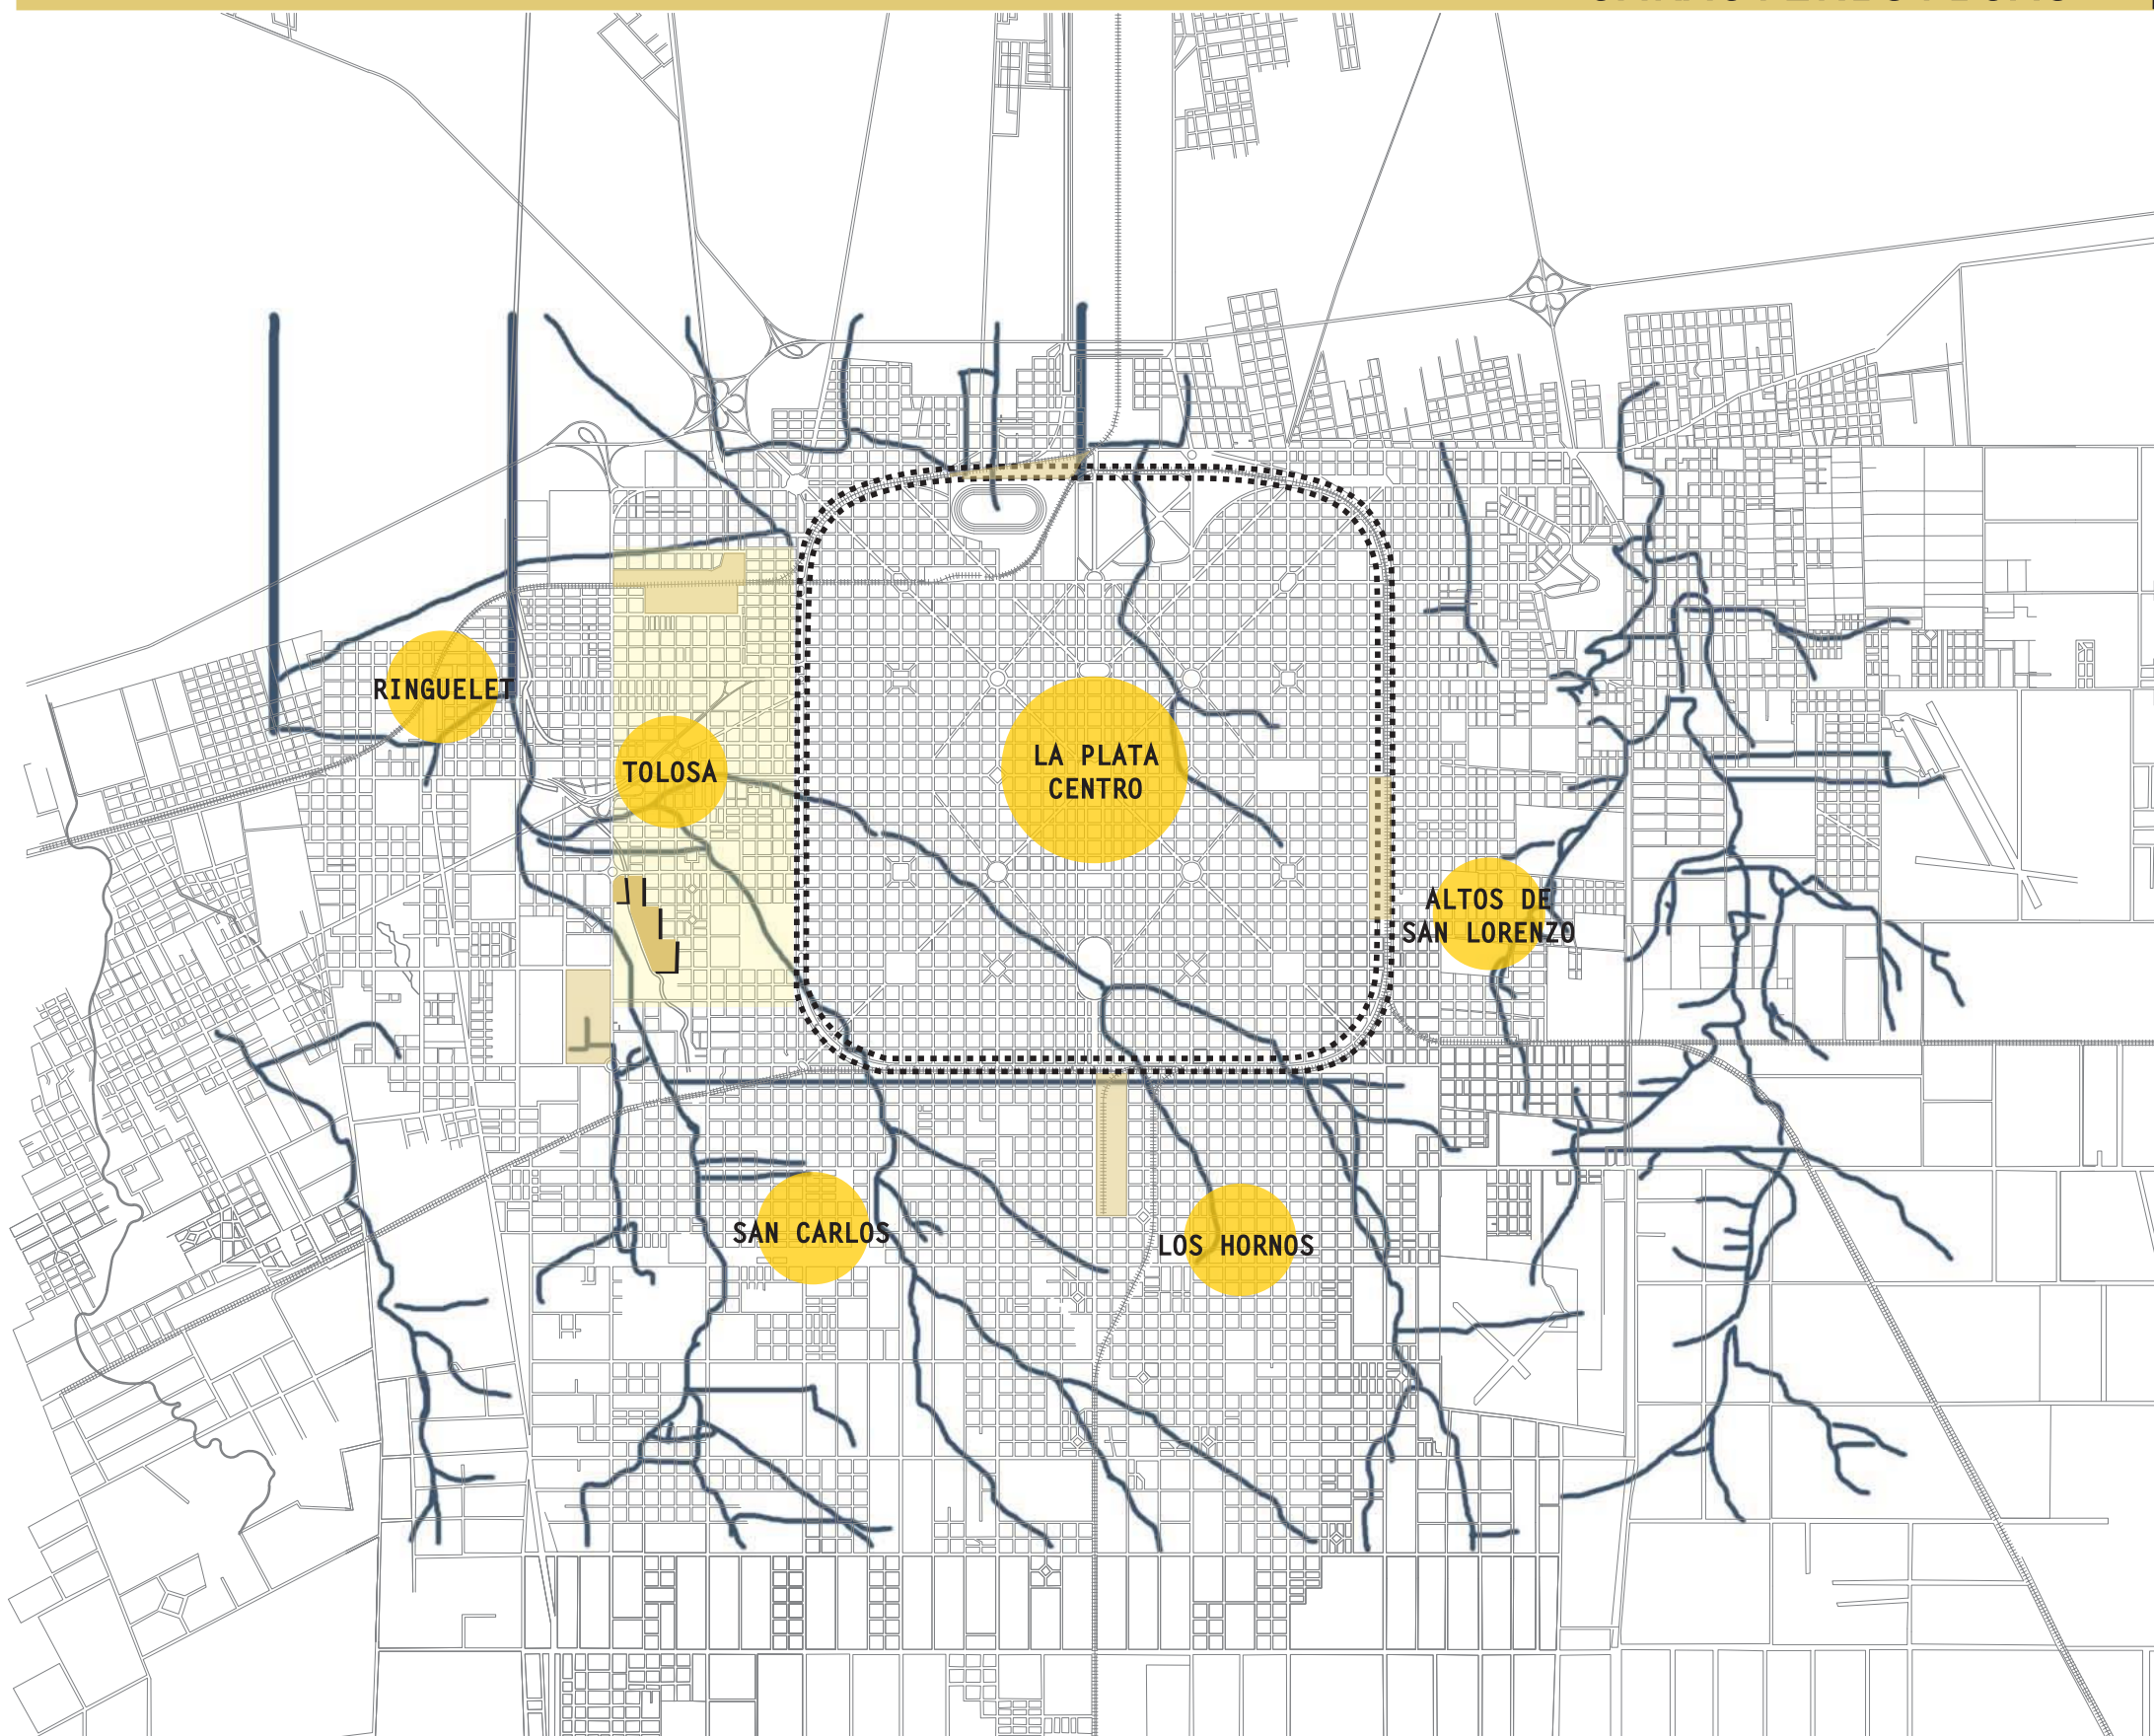 RINGUELET
LA PLATA
CENTRO
TOLOSA
ALTOS DE
SAN LORENZO
SAN CARLOS
LOS HORNOS